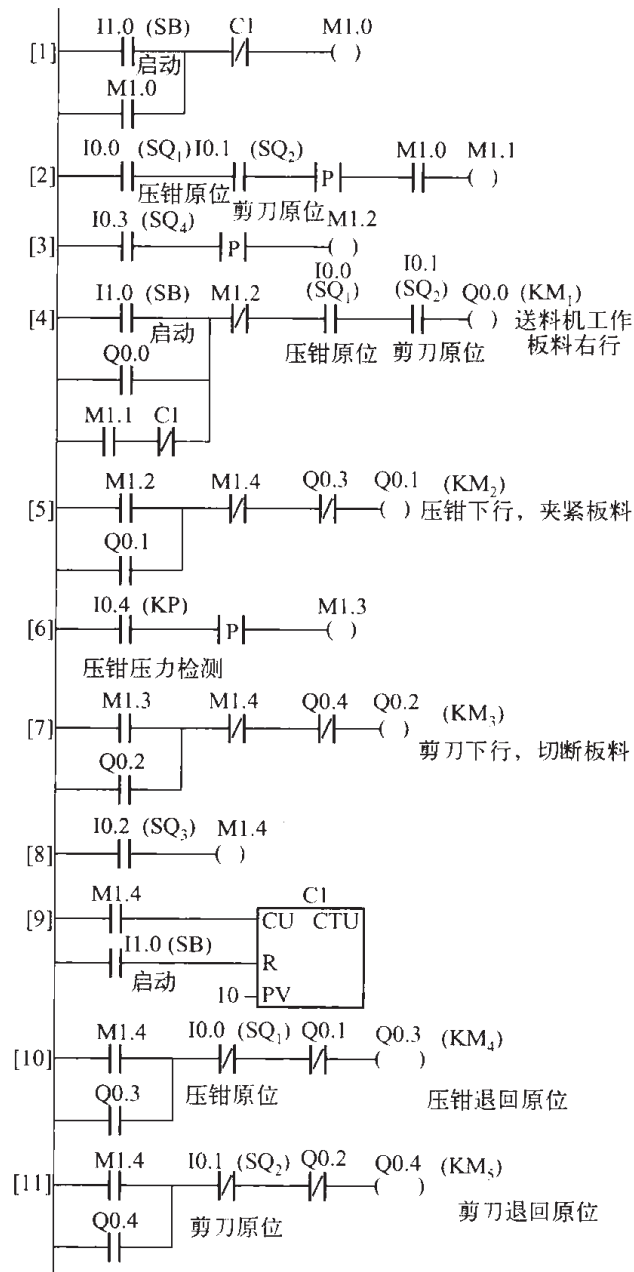 I1.0 (SB) C1 M1.0
[1] ( )
启动
M1.0
I0.0 (SQ₁) I0.1 (SQ₂) M1.0 M1.1
[2] P ( )
压钳原位 剪刀原位
I0.3 (SQ₄) M1.2
[3] P ( )
I0.0 I0.1
I1.0 (SB) M1.2 (SQ₁) (SQ₂) Q0.0 (KM₁)
[4] ( ) 送料机工作
启动 压钳原位 剪刀原位 板料右行
Q0.0
M1.1 C1
M1.2 M1.4 Q0.3 Q0.1 (KM₂)
[5] ( ) 压钳下行，夹紧板料
Q0.1
I0.4 (KP) M1.3
[6] P ( )
压钳压力检测
M1.3 M1.4 Q0.4 Q0.2 (KM₃)
[7] ( )
剪刀下行，切断板料
Q0.2
I0.2 (SQ₃) M1.4
[8] ( )
M1.4 C1
[9] CU CTU
I1.0 (SB)
R
启动
10 PV
M1.4 I0.0 (SQ₁) Q0.1 Q0.3 (KM₄)
[10] ( )
Q0.3 压钳原位 压钳退回原位
M1.4 I0.1 (SQ₂) Q0.2 Q0.4 (KM₅)
[11] ( )
Q0.4 剪刀原位 剪刀退回原位